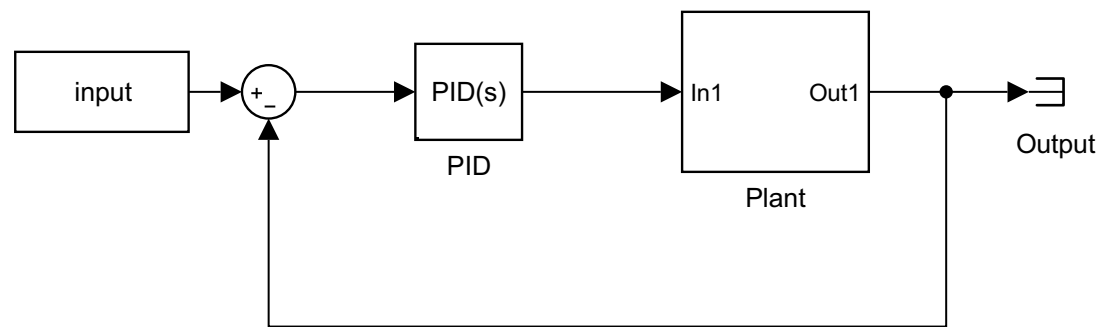 input
+
−
PID(s)
PID
In1
Out1
Plant
Output